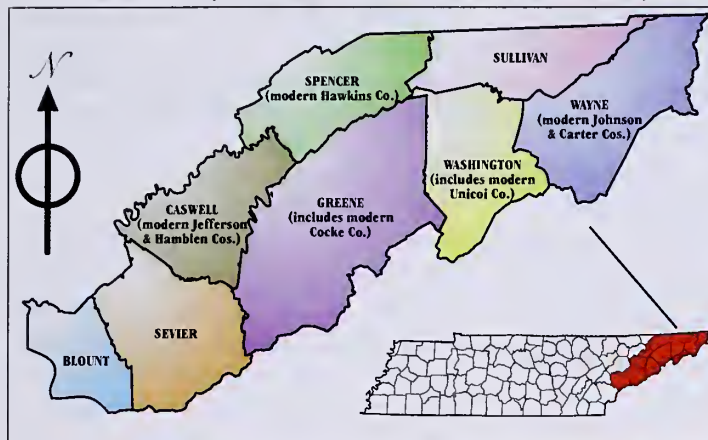 N
SULLIVAN
SPENCER
(modern Hawkins Co.)
WAYNE
(modern Johnson
& Carter Cos.)
WASHINGTON
(includes modern
Unicoi Co.)
GREENE
(includes modern
Cocke Co.)
CASWELL
(modern Jefferson
& Hamblen Cos.)
SEVIER
BLOUNT